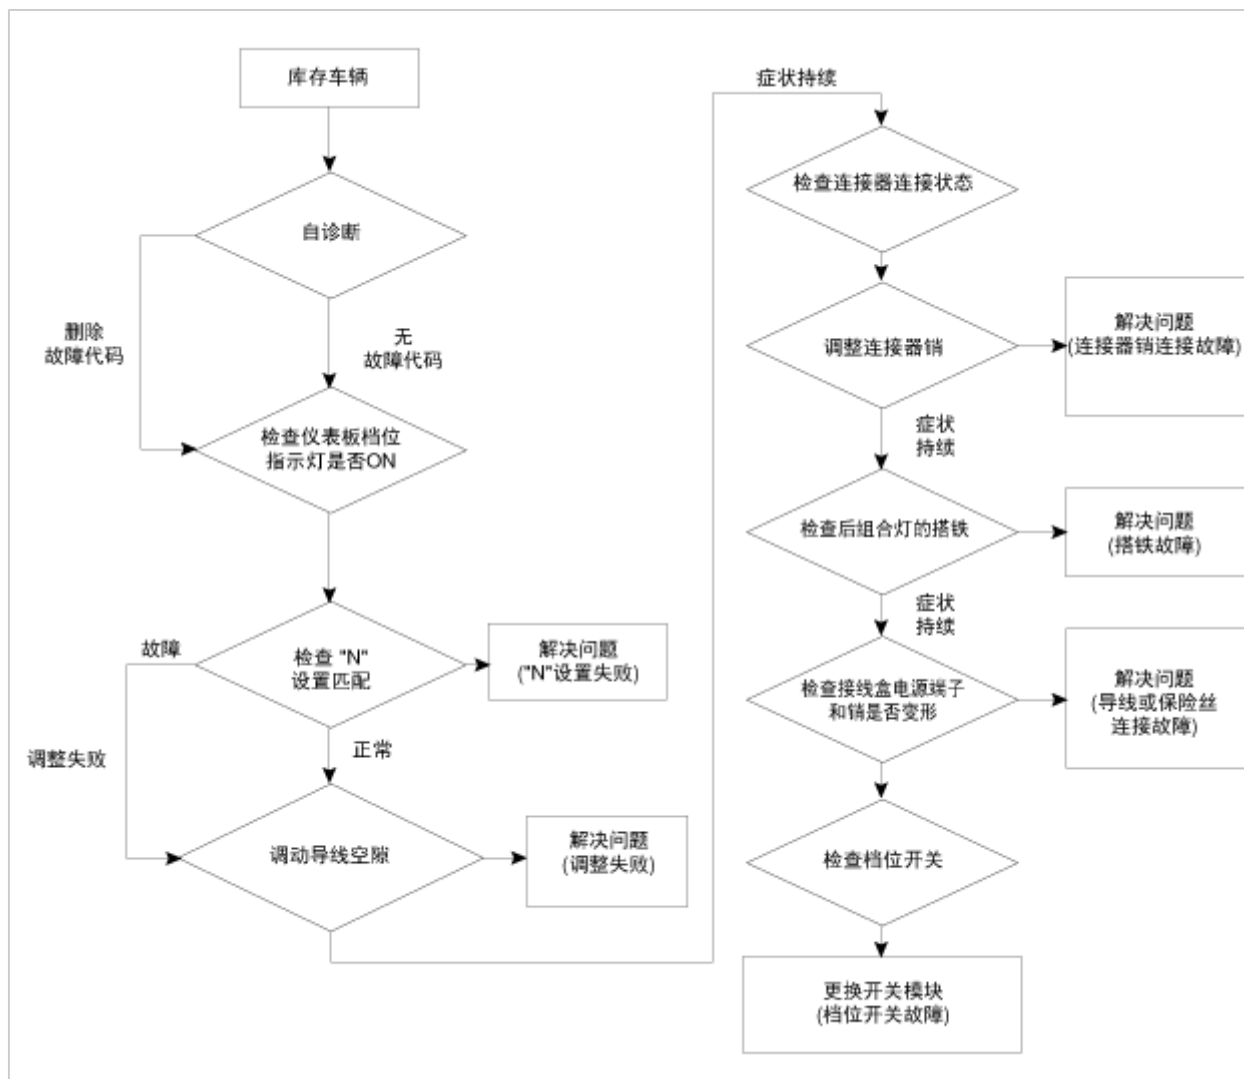 库存车辆
自诊断
删除
故障代码
无
故障代码
检查仪表板档位
指示灯是否ON
故障
检查 "N"
设置匹配
解决问题
("N"设置失败)
调整失败
正常
调动导线空隙
解决问题
(调整失败)
症状持续
检查连接器连接状态
调整连接器销
解决问题
(连接器销连接故障)
症状
持续
检查后组合灯的搭铁
解决问题
(搭铁故障)
症状
持续
检查接线盒电源端子
和销是否变形
解决问题
(导线或保险丝
连接故障)
检查档位开关
更换开关模块
(档位开关故障)